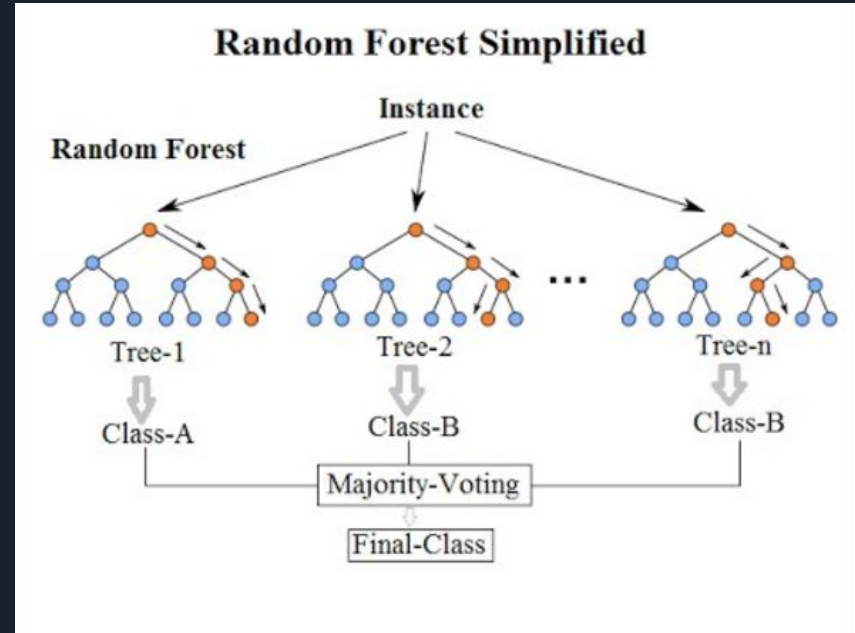 Random Forest Simplified
Instance
Random Forest
...
Tree-1
Tree-2
Tree-n
Class-A
Class-B
Class-B
Majority-Voting
Final-Class